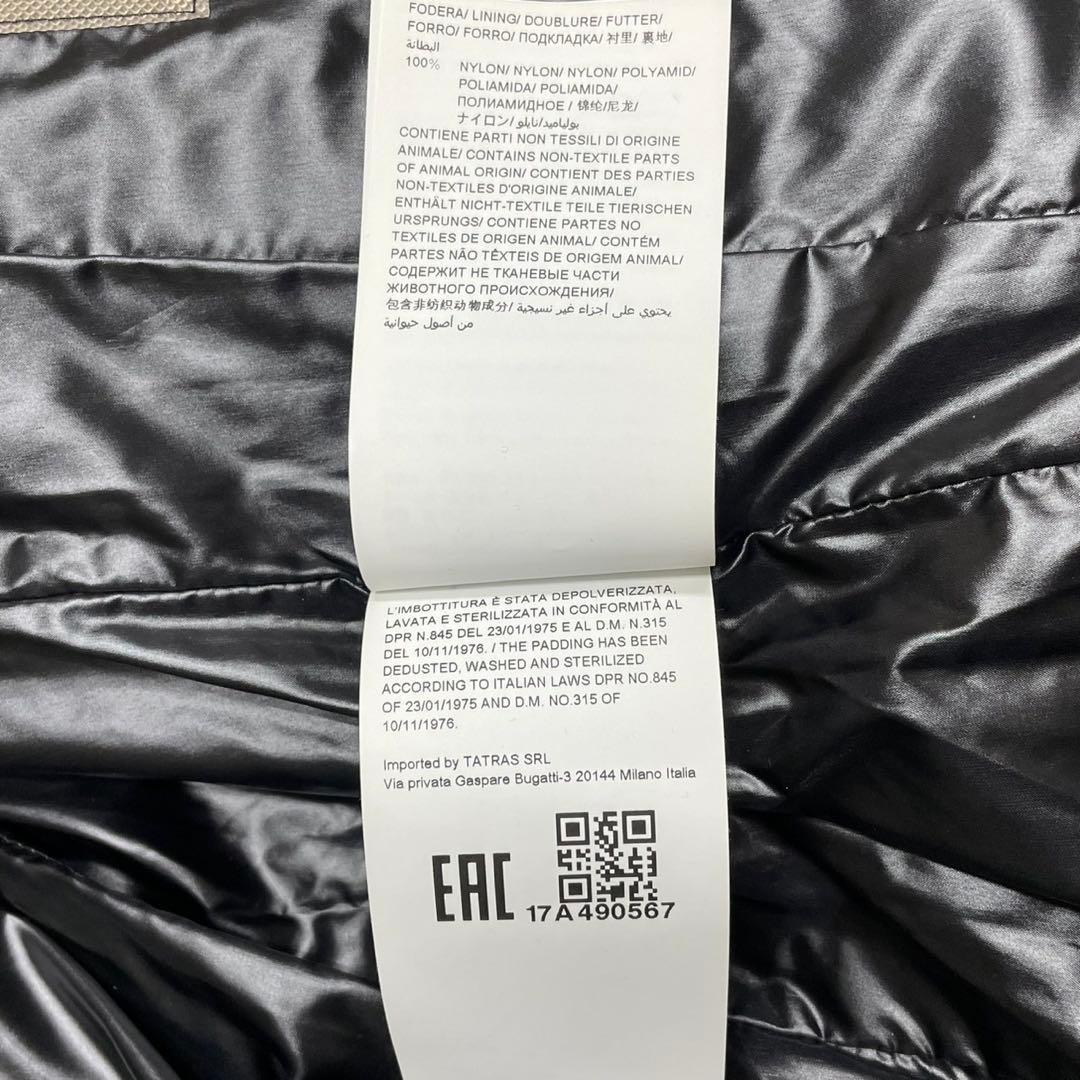 FODERA/ LINING/ DOUBLURE/ FUTTER/
FORRO/ FORRO/ ПОДКЛАДКА/ 衬里/ 裏地/
البطانة
100% NYLON/ NYLON/ NYLON/ POLYAMID/
POLIAMIDA/ POLIAMIDA/
ПОЛИАМИДНОЕ / 锦纶/尼龙/
ナイロン/ بولياميد/نايلو
CONTIENE PARTI NON TESSILI DI ORIGINE
ANIMALE/ CONTAINS NON-TEXTILE PARTS
OF ANIMAL ORIGIN/ CONTIENT DES PARTIES
NON-TEXTILES D'ORIGINE ANIMALE/
ENTHÄLT NICHT-TEXTILE TEILE TIERISCHEN
URSPRUNGS/ CONTIENE PARTES NO
TEXTILES DE ORIGEN ANIMAL/ CONTÉM
PARTES NÃO TÊXTEIS DE ORIGEM ANIMAL/
СОДЕРЖИТ НЕ ТКАНЕВЫЕ ЧАСТИ
ЖИВОТНОГО ПРОИСХОЖДЕНИЯ/
包含非纺织动物成分/ يحتوي على أجزاء غير نسيجية
من أصول حيوانية
L'IMBOTTITURA È STATA DEPOLVERIZZATA,
LAVATA E STERILIZZATA IN CONFORMITÀ AL
DPR N.845 DEL 23/01/1975 E AL D.M. N.315
DEL 10/11/1976. / THE PADDING HAS BEEN
DEDUSTED, WASHED AND STERILIZED
ACCORDING TO ITALIAN LAWS DPR NO.845
OF 23/01/1975 AND D.M. NO.315 OF
10/11/1976.
Imported by TATRAS SRL
Via privata Gaspare Bugatti-3 20144 Milano Italia
EAC
17A490567